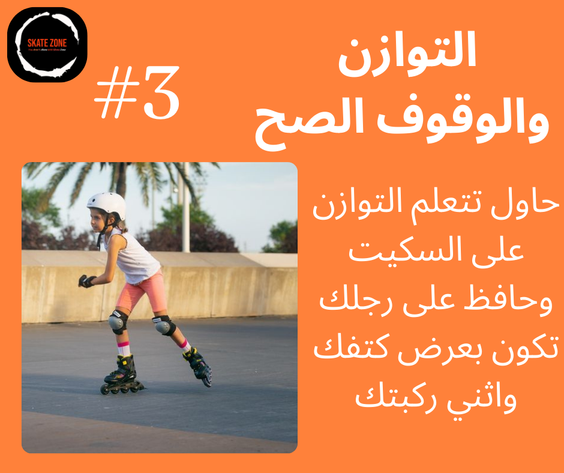 SKATE ZONE
#3
التوازن
والوقوف الصح
حاول تتعلم التوازن
على السكيت
وحافظ على رجلك
تكون بعرض كتفك
واثني ركبتك